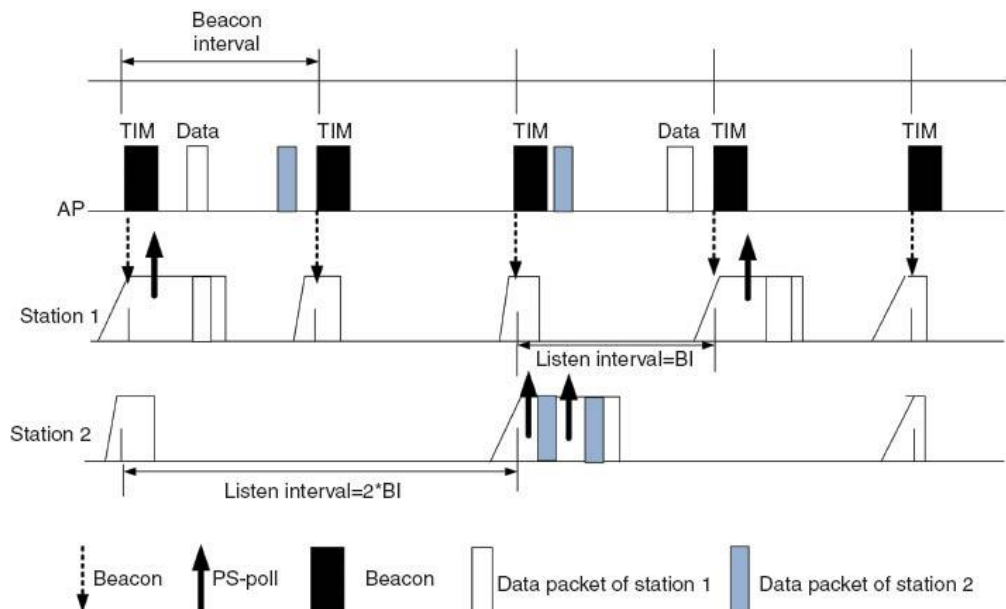 Beacon
interval
TIM Data TIM TIM Data TIM TIM
AP
Station 1
Listen interval=BI
Station 2
Listen interval=2*BI
Beacon PS-poll Beacon Data packet of station 1 Data packet of station 2